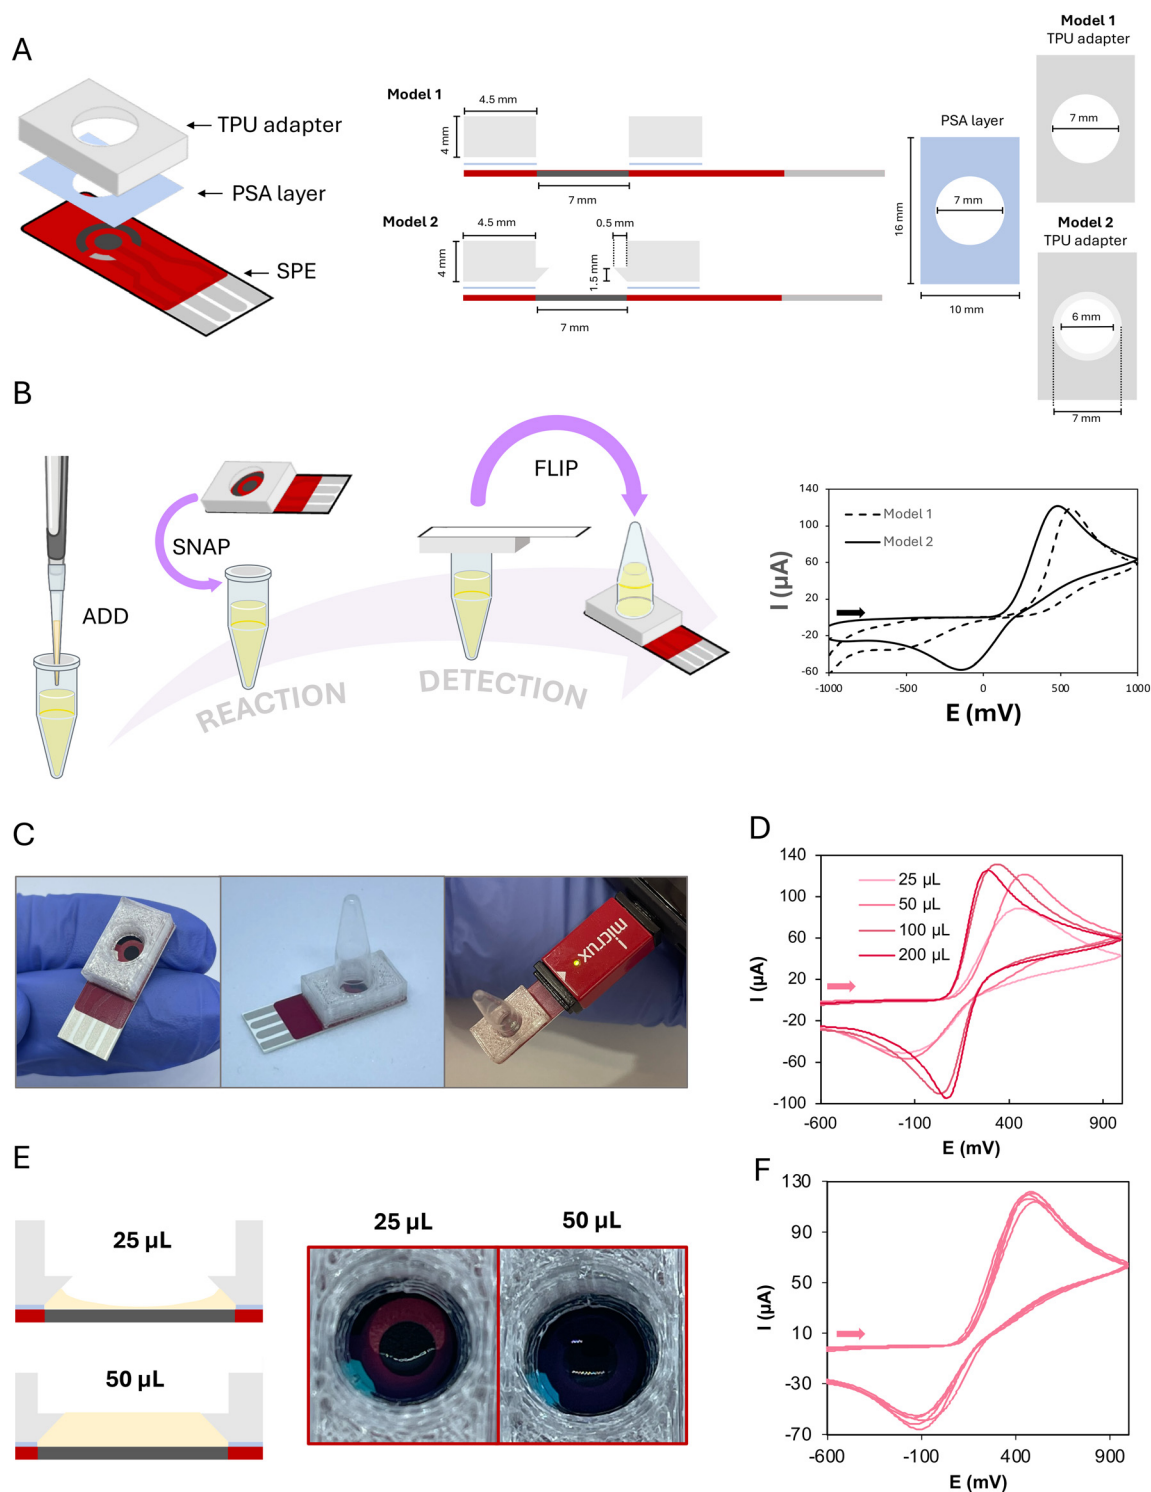 A
TPU adapter
PSA layer
SPE
Model 1
4.5 mm
4 mm
7 mm
Model 2
4.5 mm
0.5 mm
4 mm
1.5 mm
7 mm
PSA layer
7 mm
16 mm
10 mm
Model 1
TPU adapter
7 mm
Model 2
TPU adapter
6 mm
7 mm
B
ADD
SNAP
REACTION
FLIP
DETECTION
140
100
60
20
-20
-60
I (µA)
Model 1
Model 2
-1000 -500 0 500 1000
E (mV)
C
micrux
D
140
100
60
20
-20
-60
-100
I (µA)
25 µL
50 µL
100 µL
200 µL
-600 -100 400 900
E (mV)
E
25 µL
50 µL
25 µL
50 µL
F
130
90
50
10
-30
-70
I (µA)
-600 -100 400 900
E (mV)